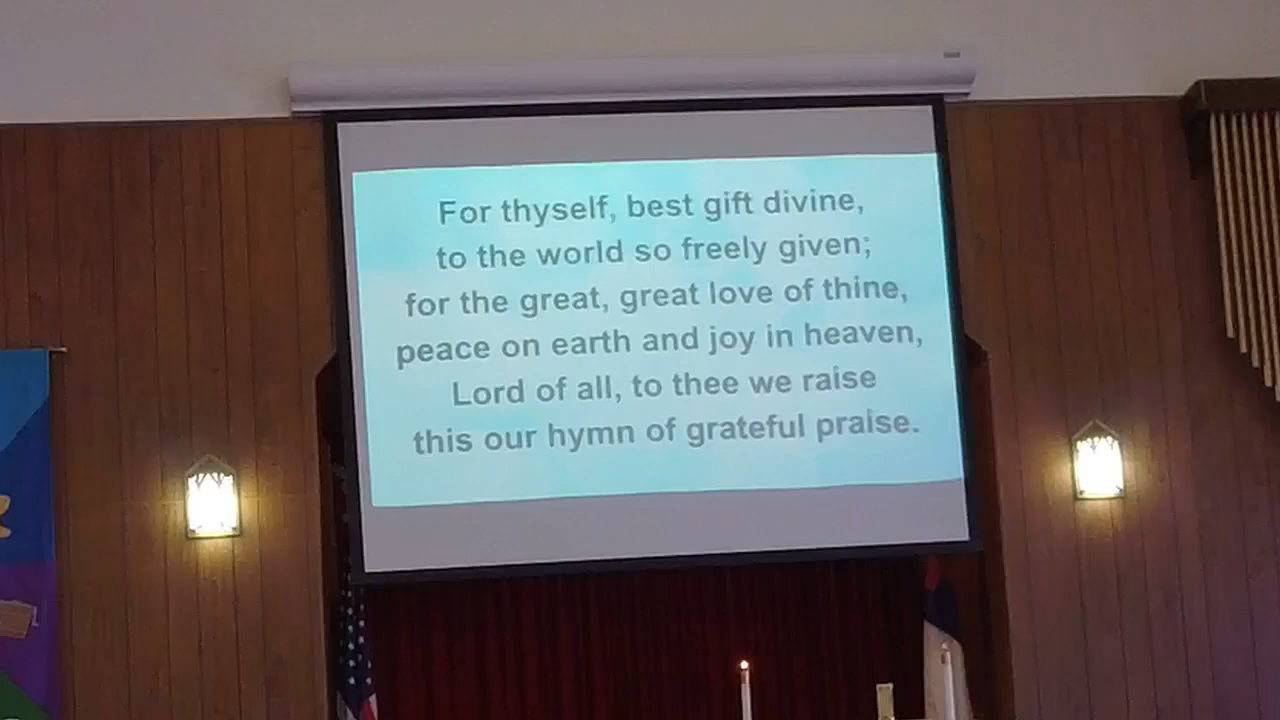 For thyself, best gift divine,
to the world so freely given;
for the great, great love of thine,
peace on earth and joy in heaven,
Lord of all, to thee we raise
this our hymn of grateful praise.